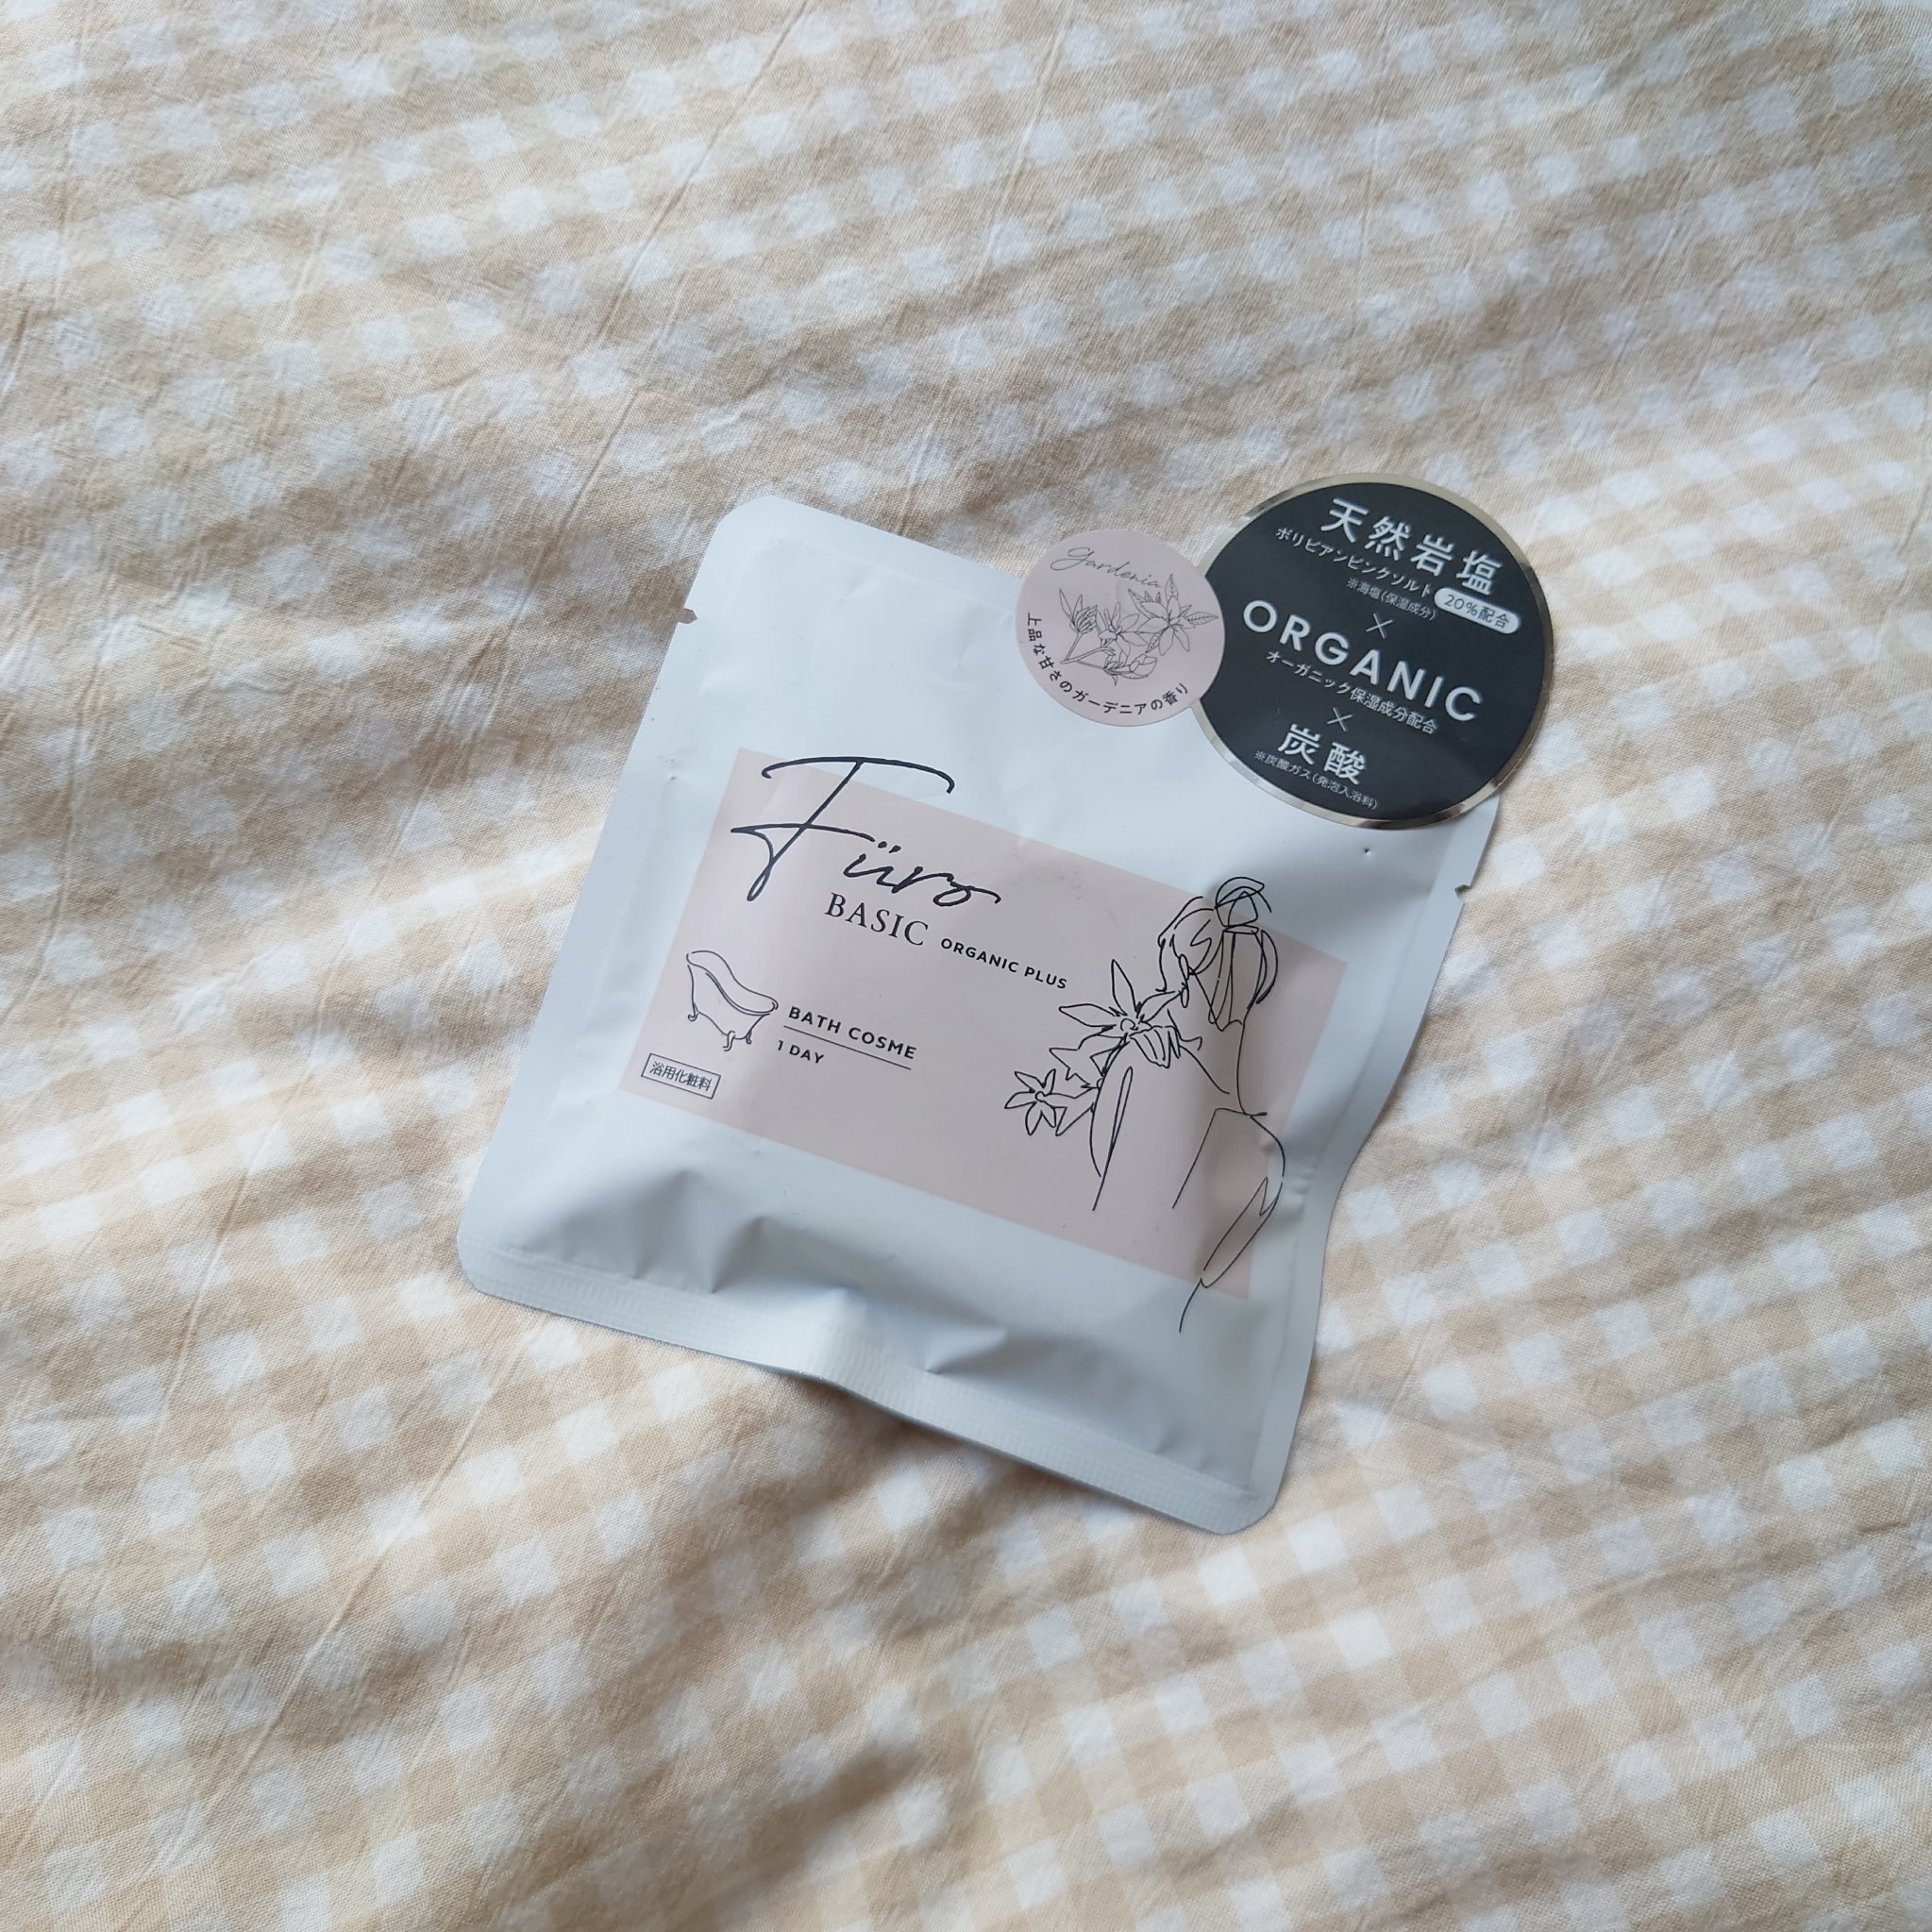 天然岩塩
ボリビアンピンクソルト 20%配合
※海塩(保湿成分)
×
ORGANIC
オーガニック保湿成分配合
×
炭酸
※炭酸ガス(発泡入浴料)
Gardenia
上品な甘さのガーデニアの香り
Füro
BASIC ORGANIC PLUS
BATH COSME
1 DAY
浴用化粧料